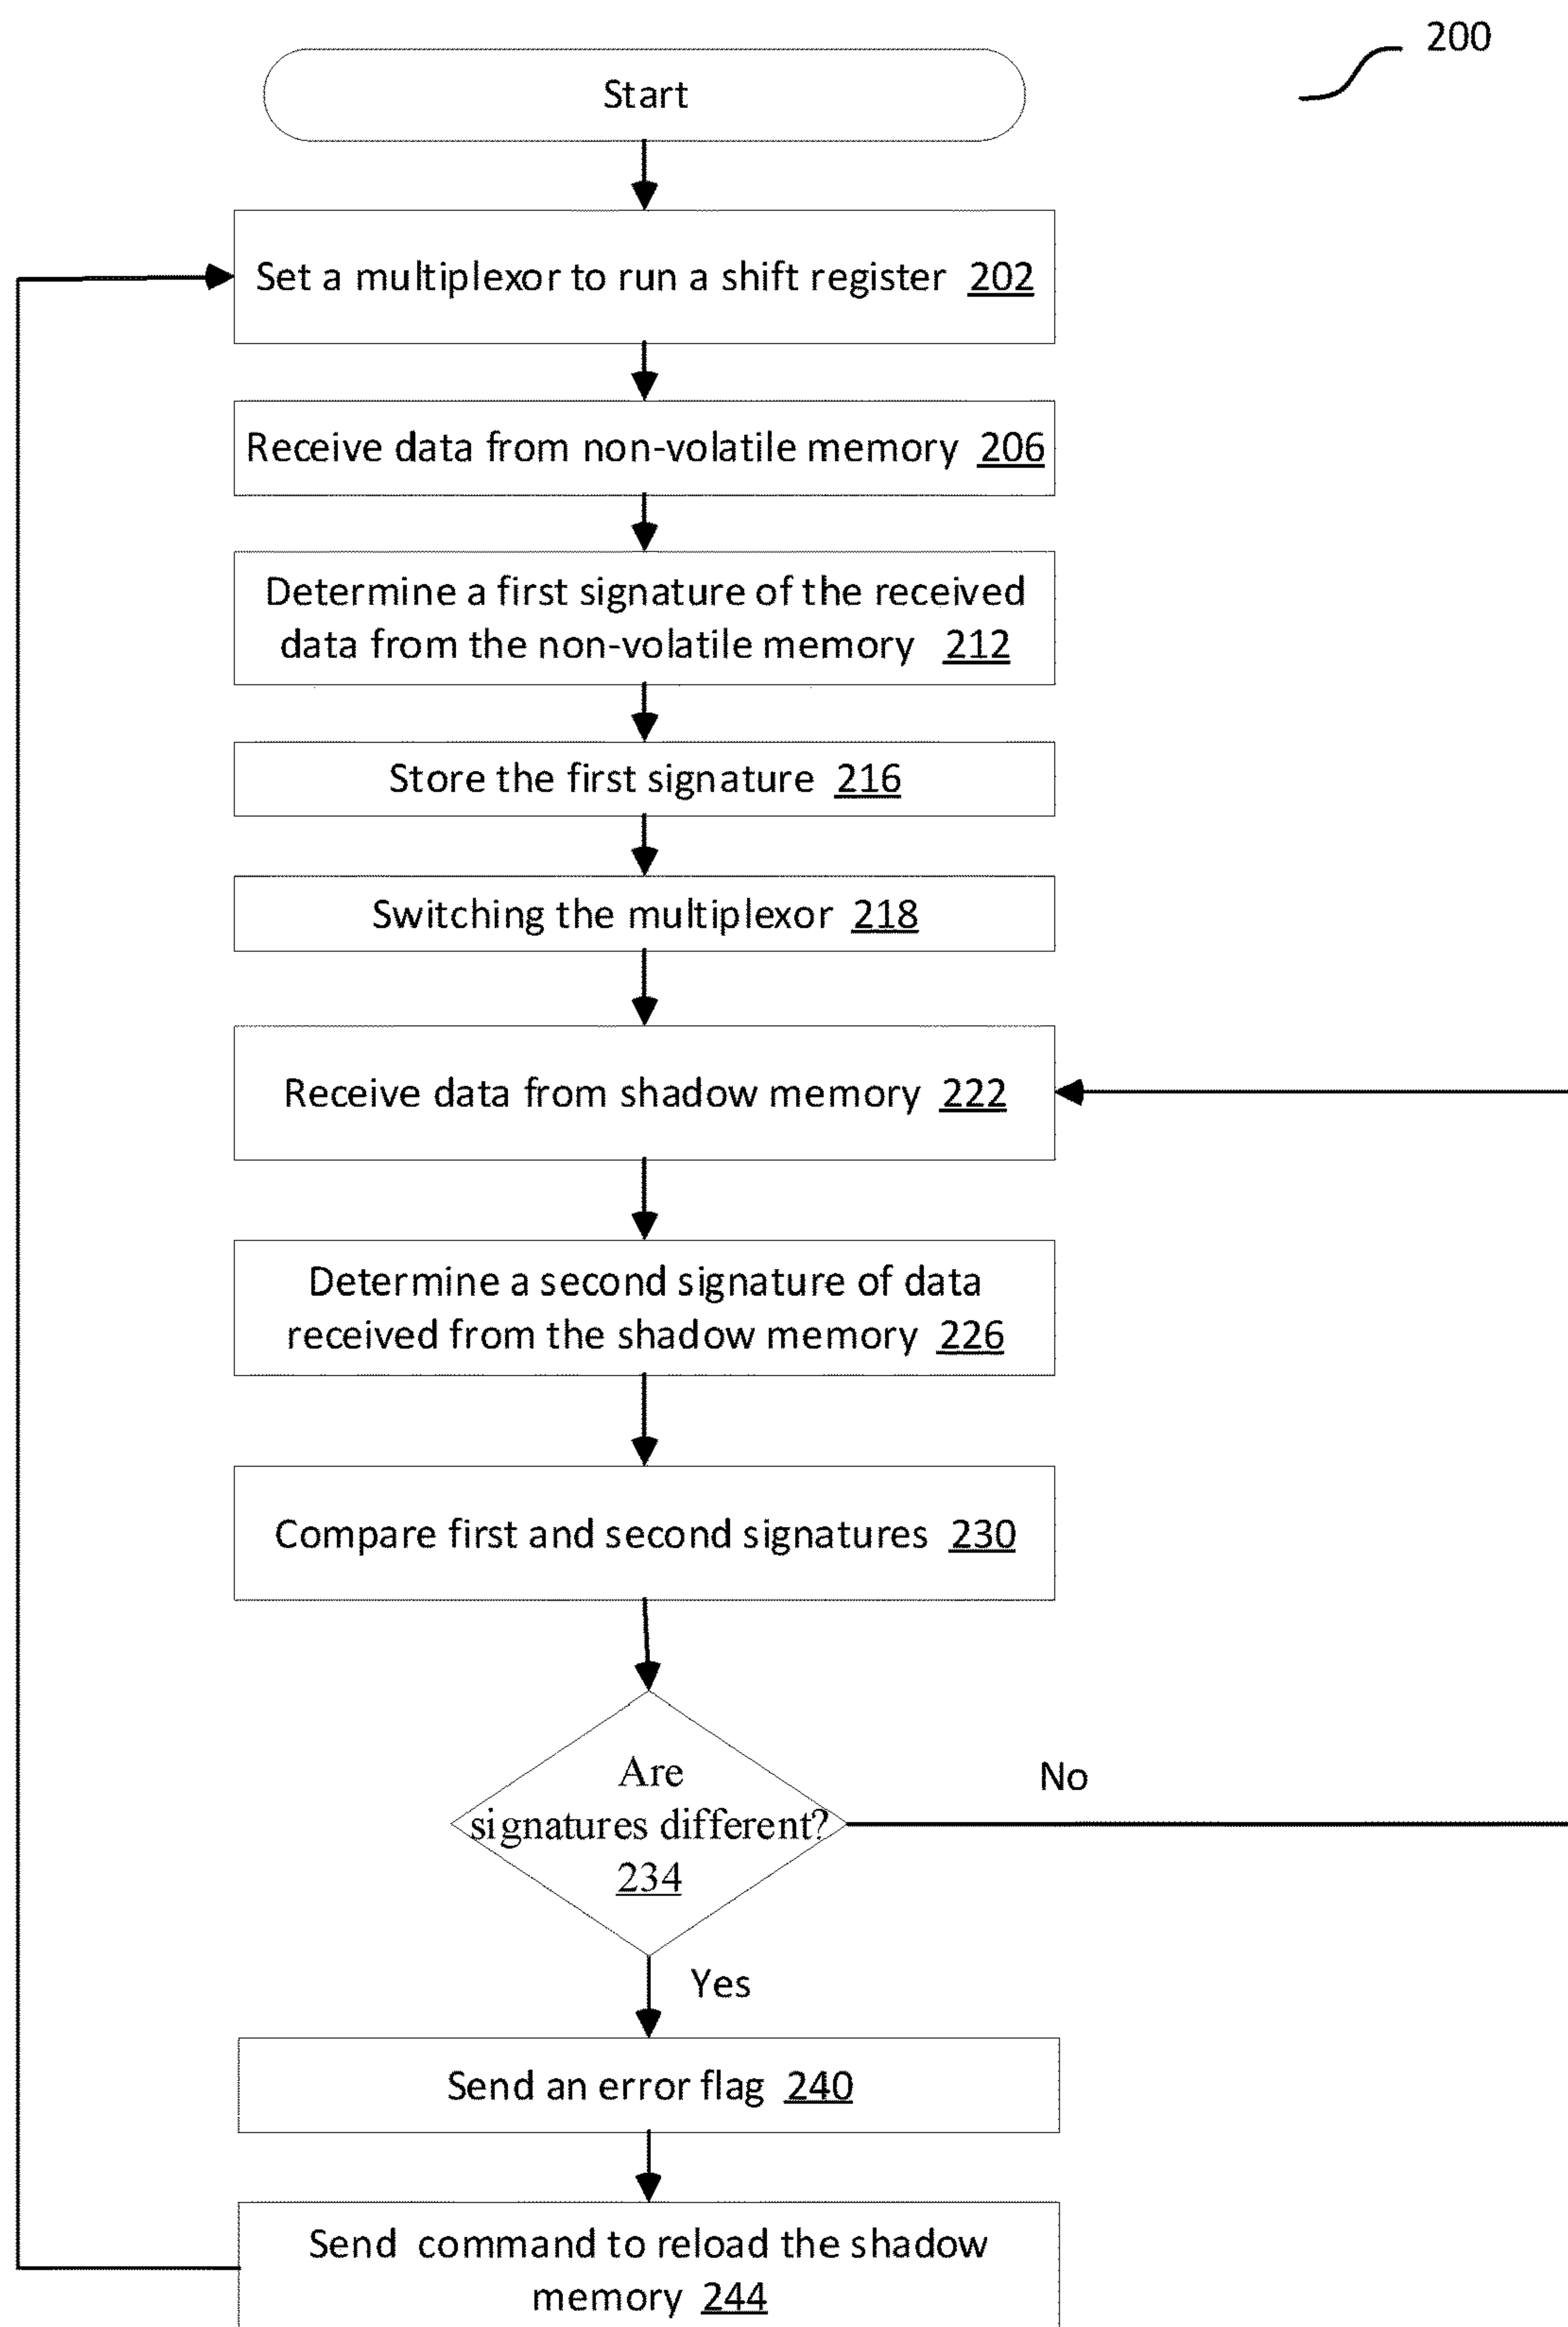 200
Start
Set a multiplexor to run a shift register 202
Receive data from non-volatile memory 206
Determine a first signature of the received
data from the non-volatile memory 212
Store the first signature 216
Switching the multiplexor 218
Receive data from shadow memory 222
Determine a second signature of data
received from the shadow memory 226
Compare first and second signatures 230
Are
signatures different?
234
No
Yes
Send an error flag 240
Send command to reload the shadow
memory 244